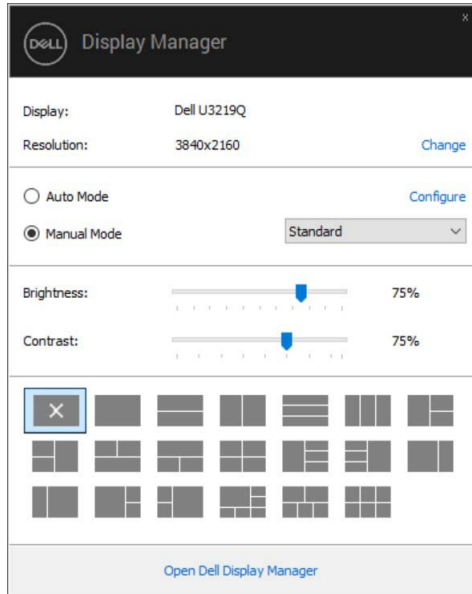 x
DELL
Display Manager
Display: Dell U3219Q
Resolution: 3840x2160 Change
Auto Mode Configure
Manual Mode Standard
Brightness: 75%
Contrast: 75%
Open Dell Display Manager